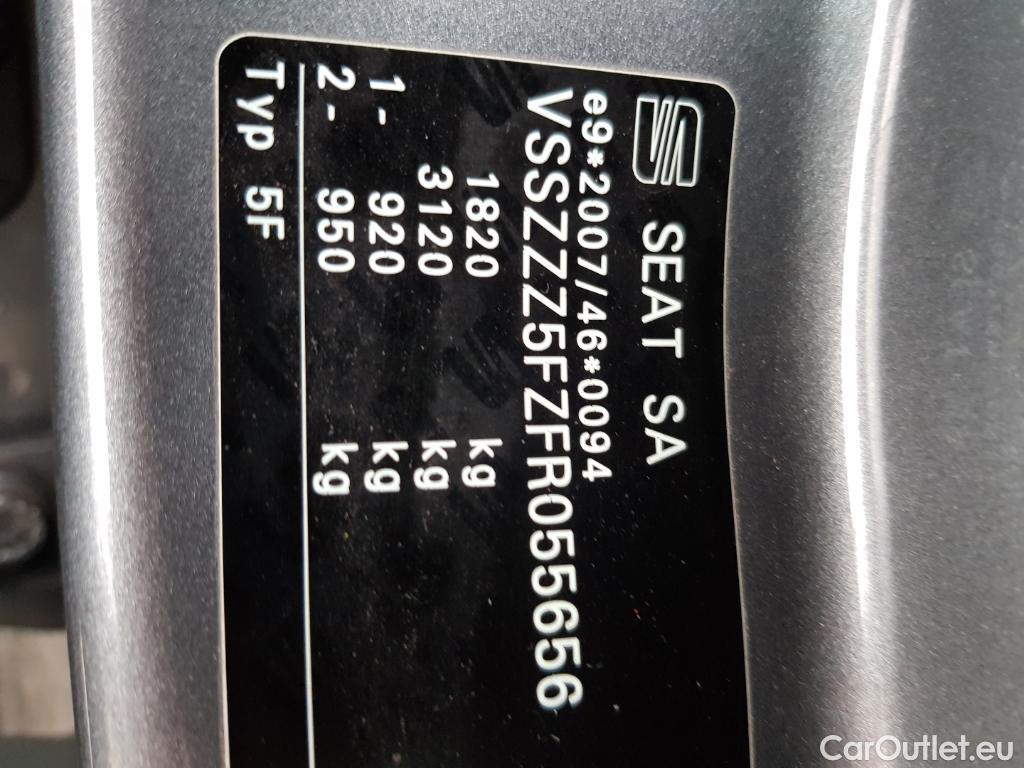 SEAT SA
e9*2007/46*0094
VSSZZZ5FZFR055656
1820 kg
3120 kg
1- 920 kg
2- 950 kg
Typ 5F
CarOutlet.eu